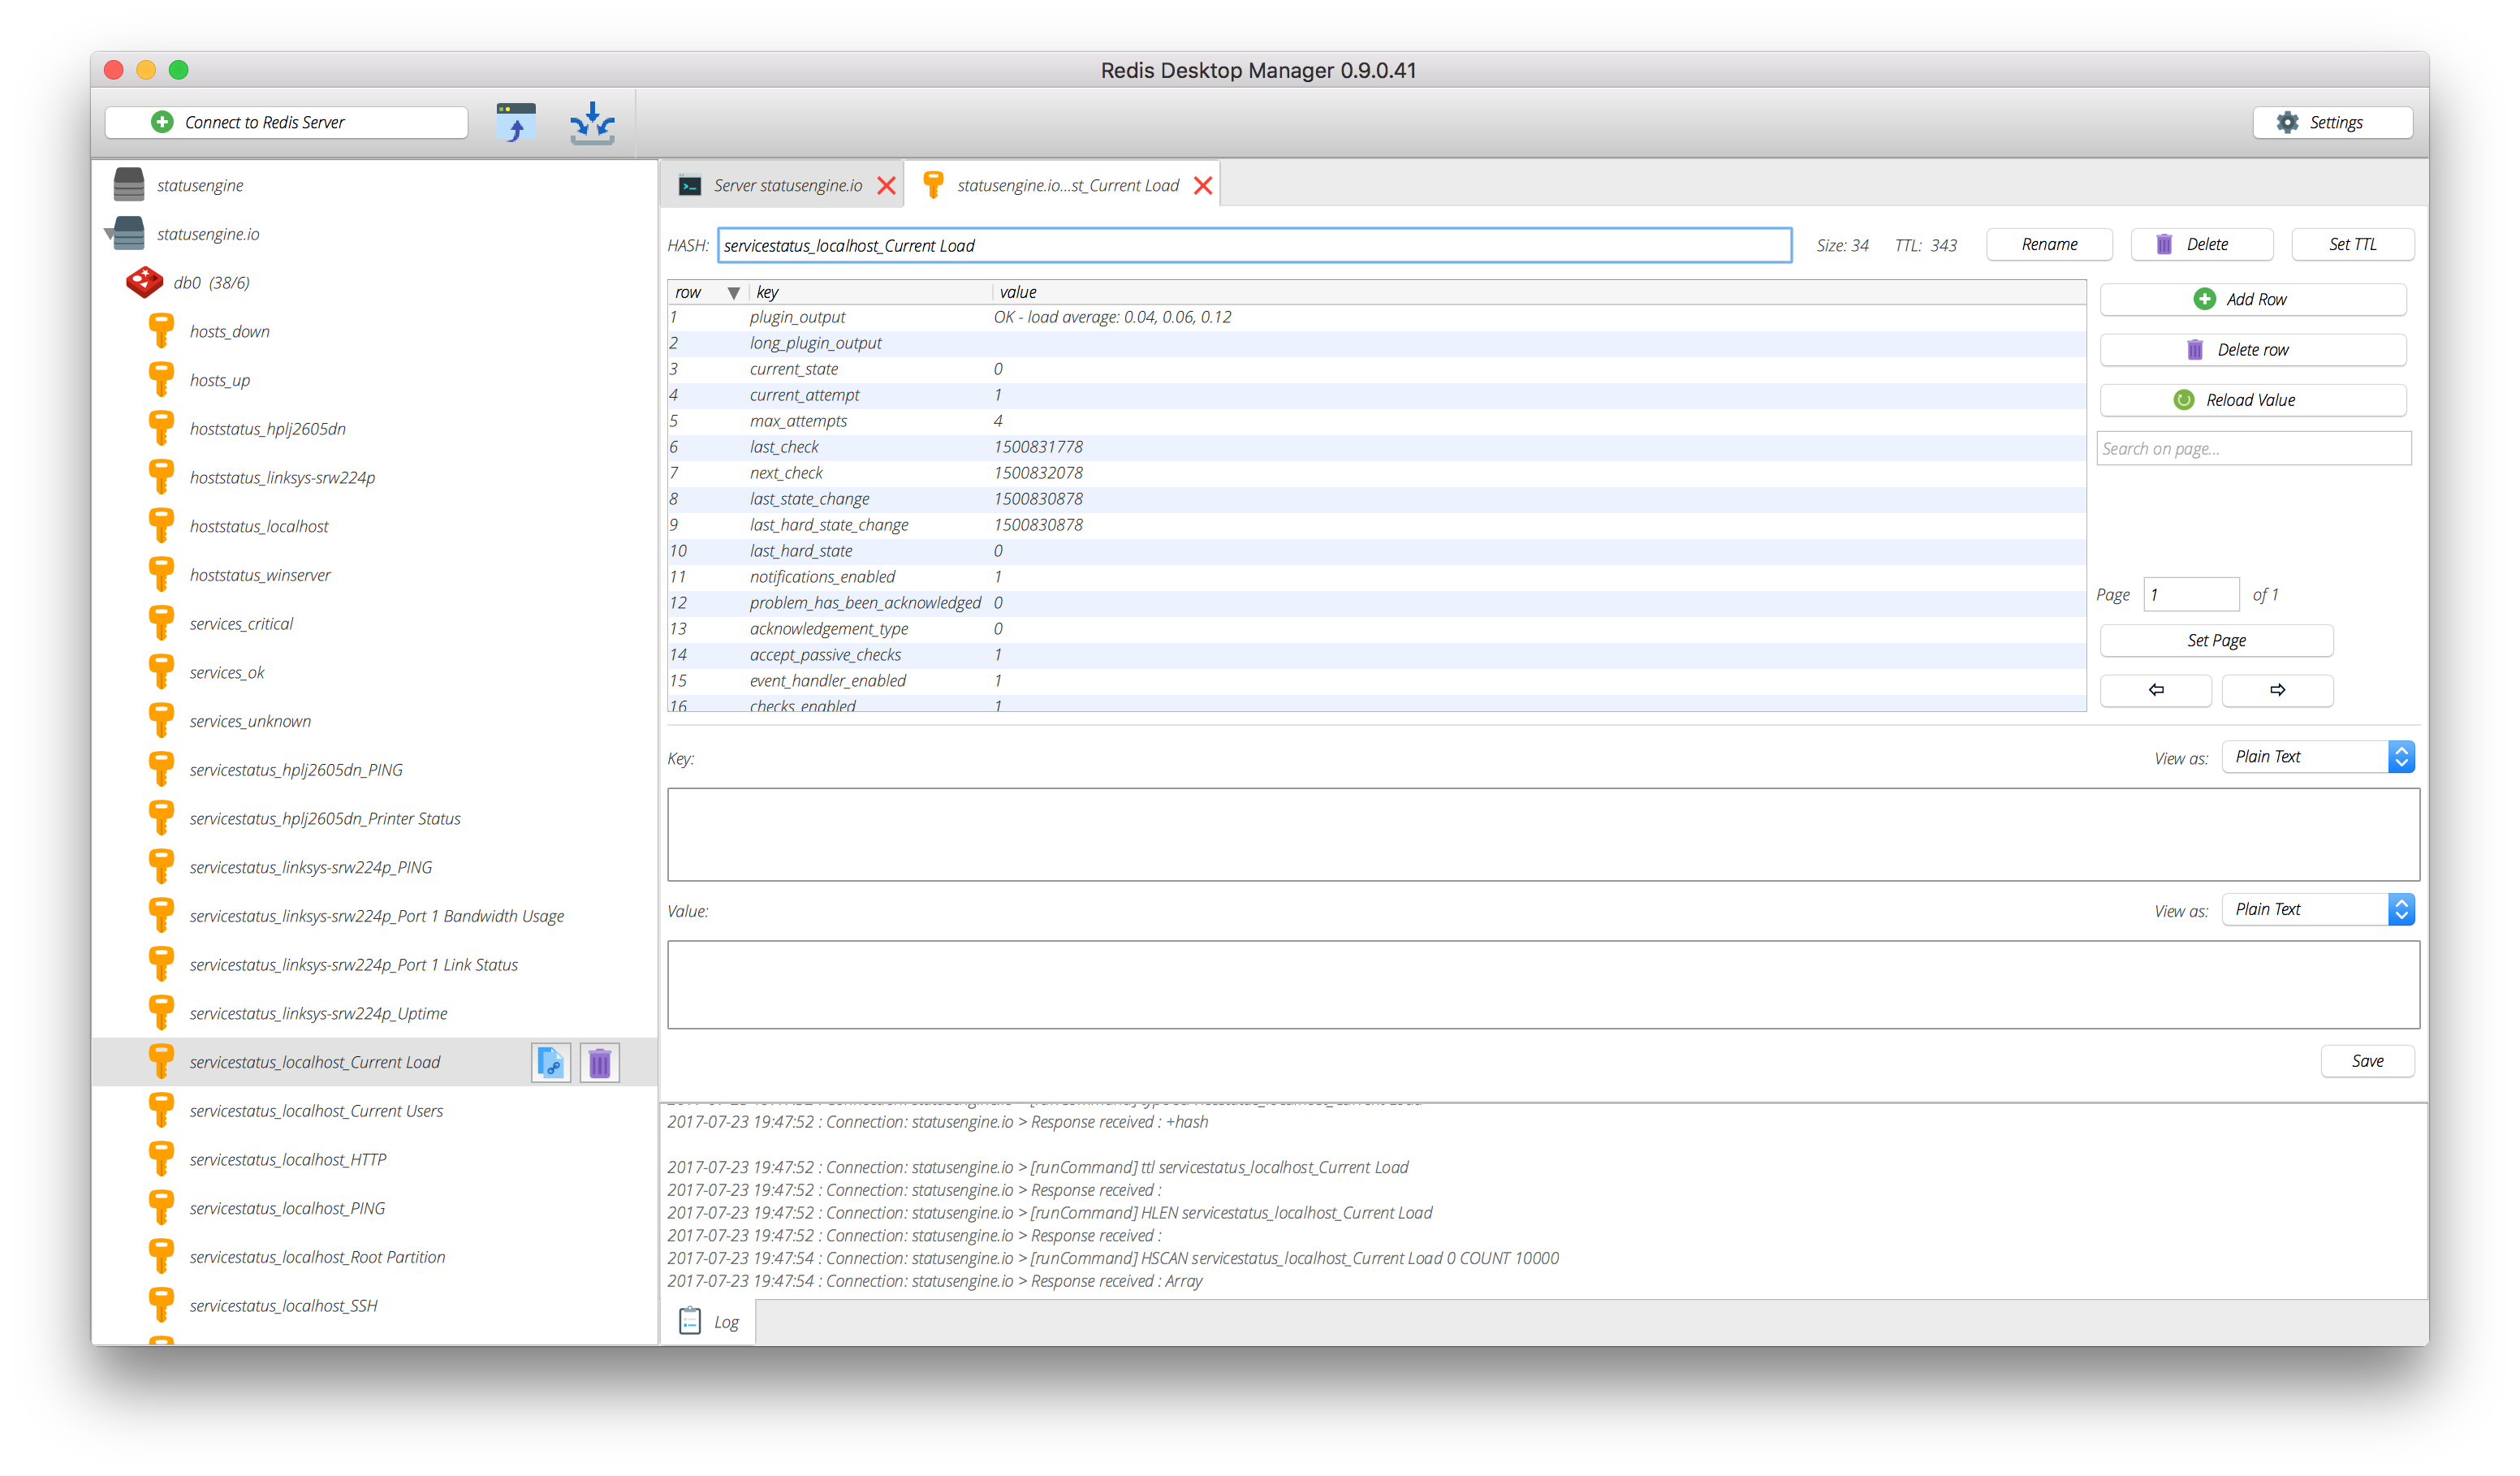 Redis Desktop Manager 0.9.0.41
Connect to Redis Server
Settings
statusengine
statusengine.io
db0 (38/6)
hosts_down
hosts_up
hoststatus_hplj2605dn
hoststatus_linksys-srw224p
hoststatus_localhost
hoststatus_winserver
services_critical
services_ok
services_unknown
servicestatus_hplj2605dn_PING
servicestatus_hplj2605dn_Printer Status
servicestatus_linksys-srw224p_PING
servicestatus_linksys-srw224p_Port 1 Bandwidth Usage
servicestatus_linksys-srw224p_Port 1 Link Status
servicestatus_linksys-srw224p_Uptime
servicestatus_localhost_Current Load
servicestatus_localhost_Current Users
servicestatus_localhost_HTTP
servicestatus_localhost_PING
servicestatus_localhost_Root Partition
servicestatus_localhost_SSH
Server statusengine.io
statusengine.io...st_Current Load
HASH: servicestatus_localhost_Current Load Size: 34 TTL: 343 Rename Delete Set TTL
row key value
1 plugin_output OK - load average: 0.04, 0.06, 0.12
2 long_plugin_output
3 current_state 0
4 current_attempt 1
5 max_attempts 4
6 last_check 1500831778
7 next_check 1500832078
8 last_state_change 1500830878
9 last_hard_state_change 1500830878
10 last_hard_state 0
11 notifications_enabled 1
12 problem_has_been_acknowledged 0
13 acknowledgement_type 0
14 accept_passive_checks 1
15 event_handler_enabled 1
16 checks_enabled 1
Add Row
Delete row
Reload Value
Search on page...
Page 1 of 1
Set Page
Key: View as: Plain Text
Value: View as: Plain Text
Save
2017-07-23 19:47:52 : Connection: statusengine.io > Response received : +hash
2017-07-23 19:47:52 : Connection: statusengine.io > [runCommand] ttl servicestatus_localhost_Current Load
2017-07-23 19:47:52 : Connection: statusengine.io > Response received :
2017-07-23 19:47:52 : Connection: statusengine.io > [runCommand] HLEN servicestatus_localhost_Current Load
2017-07-23 19:47:52 : Connection: statusengine.io > Response received :
2017-07-23 19:47:54 : Connection: statusengine.io > [runCommand] HSCAN servicestatus_localhost_Current Load 0 COUNT 10000
2017-07-23 19:47:54 : Connection: statusengine.io > Response received : Array
Log